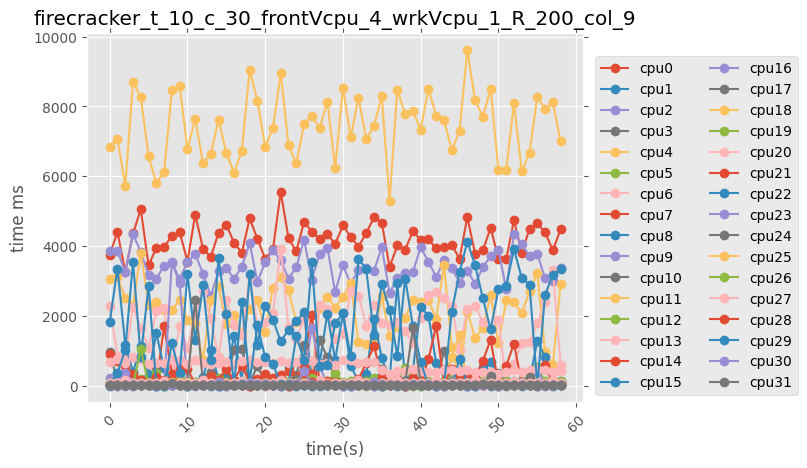 firecracker_t_10_c_30_frontVcpu_4_wrkVcpu_1_R_200_col_9
10000
8000
6000
4000
2000
0
time ms
0
10
20
30
40
50
60
time(s)
cpu0
cpu1
cpu2
cpu3
cpu4
cpu5
cpu6
cpu7
cpu8
cpu9
cpu10
cpu11
cpu12
cpu13
cpu14
cpu15
cpu16
cpu17
cpu18
cpu19
cpu20
cpu21
cpu22
cpu23
cpu24
cpu25
cpu26
cpu27
cpu28
cpu29
cpu30
cpu31